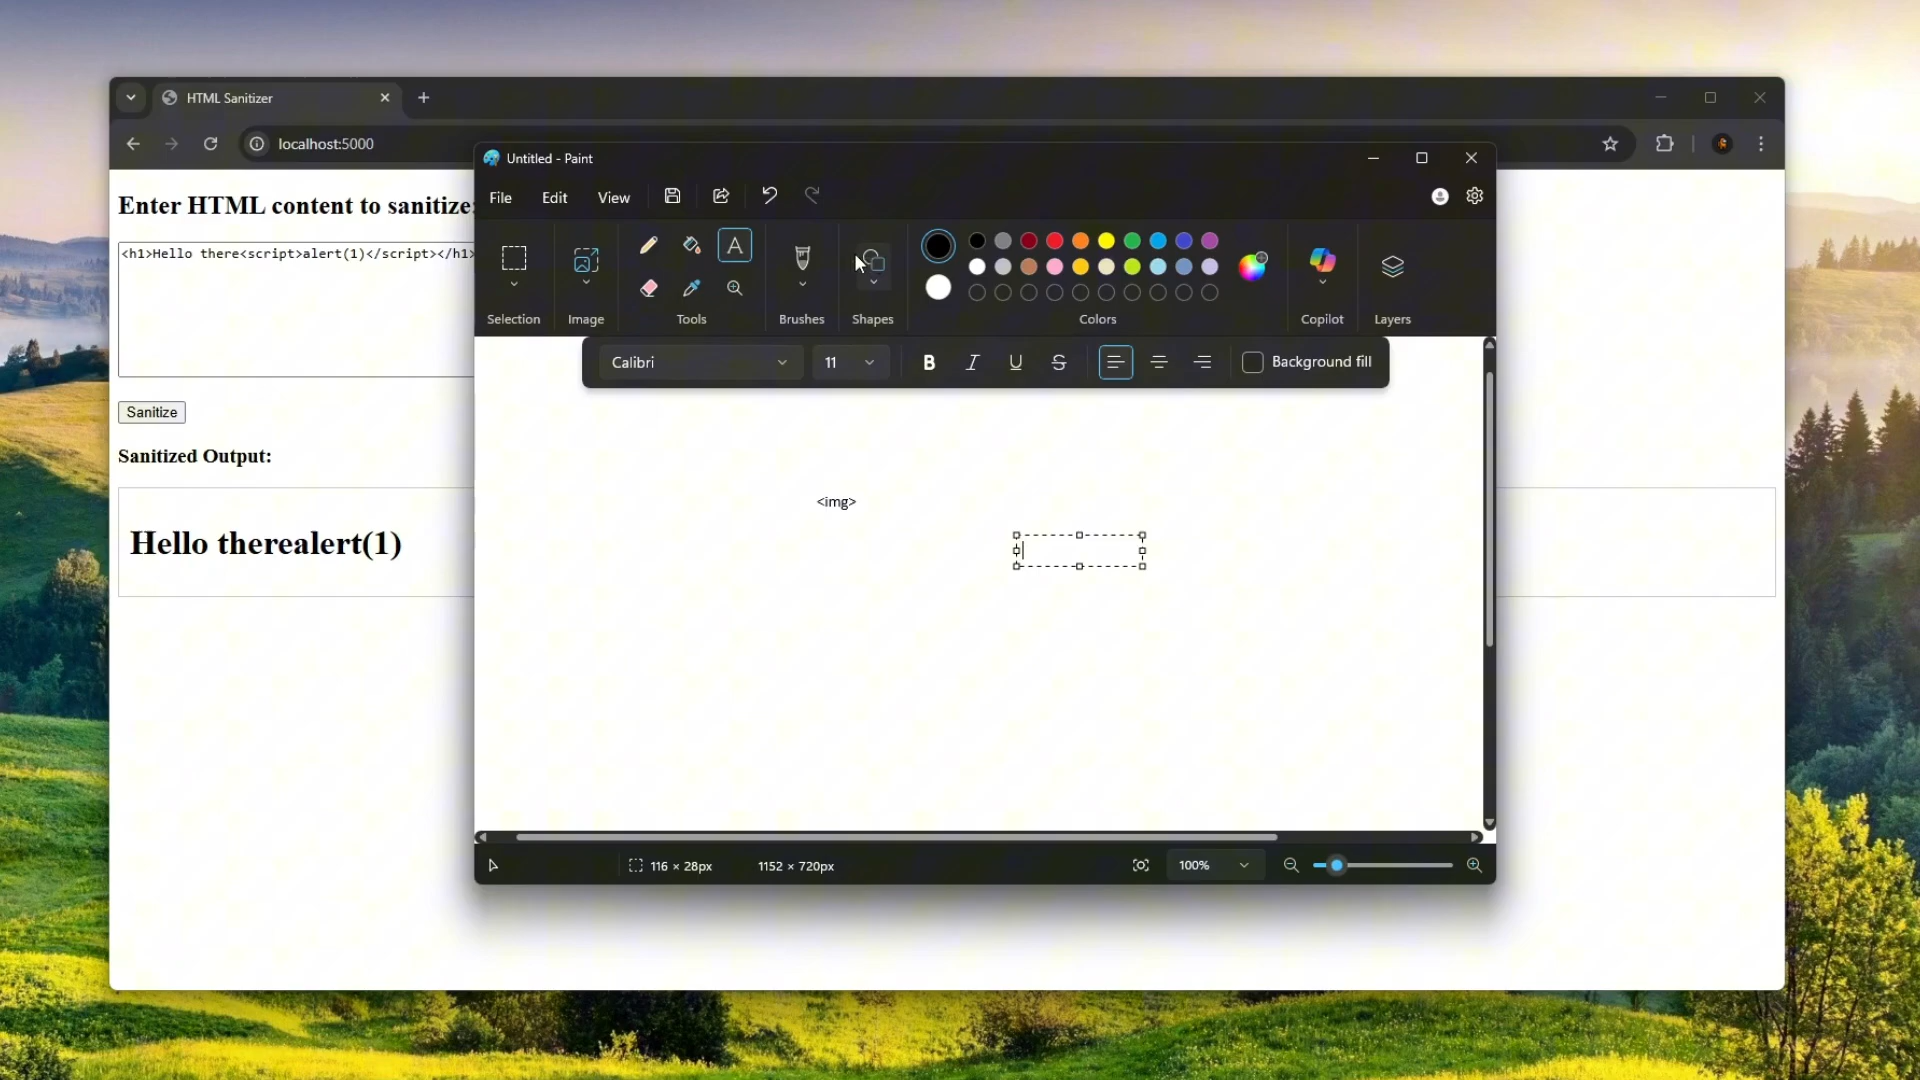 HTML Sanitizer
localhost:5000
Enter HTML content to sanitize:
<h1>Hello there<script>alert(1)</script></h1>
Sanitize
Sanitized Output:
Hello therealert(1)
Untitled - Paint
File Edit View
Selection Image Tools Brushes Shapes Colors Copilot Layers
Calibri 11 B I U S Background fill
<img>
116 × 28px 1152 × 720px 100%